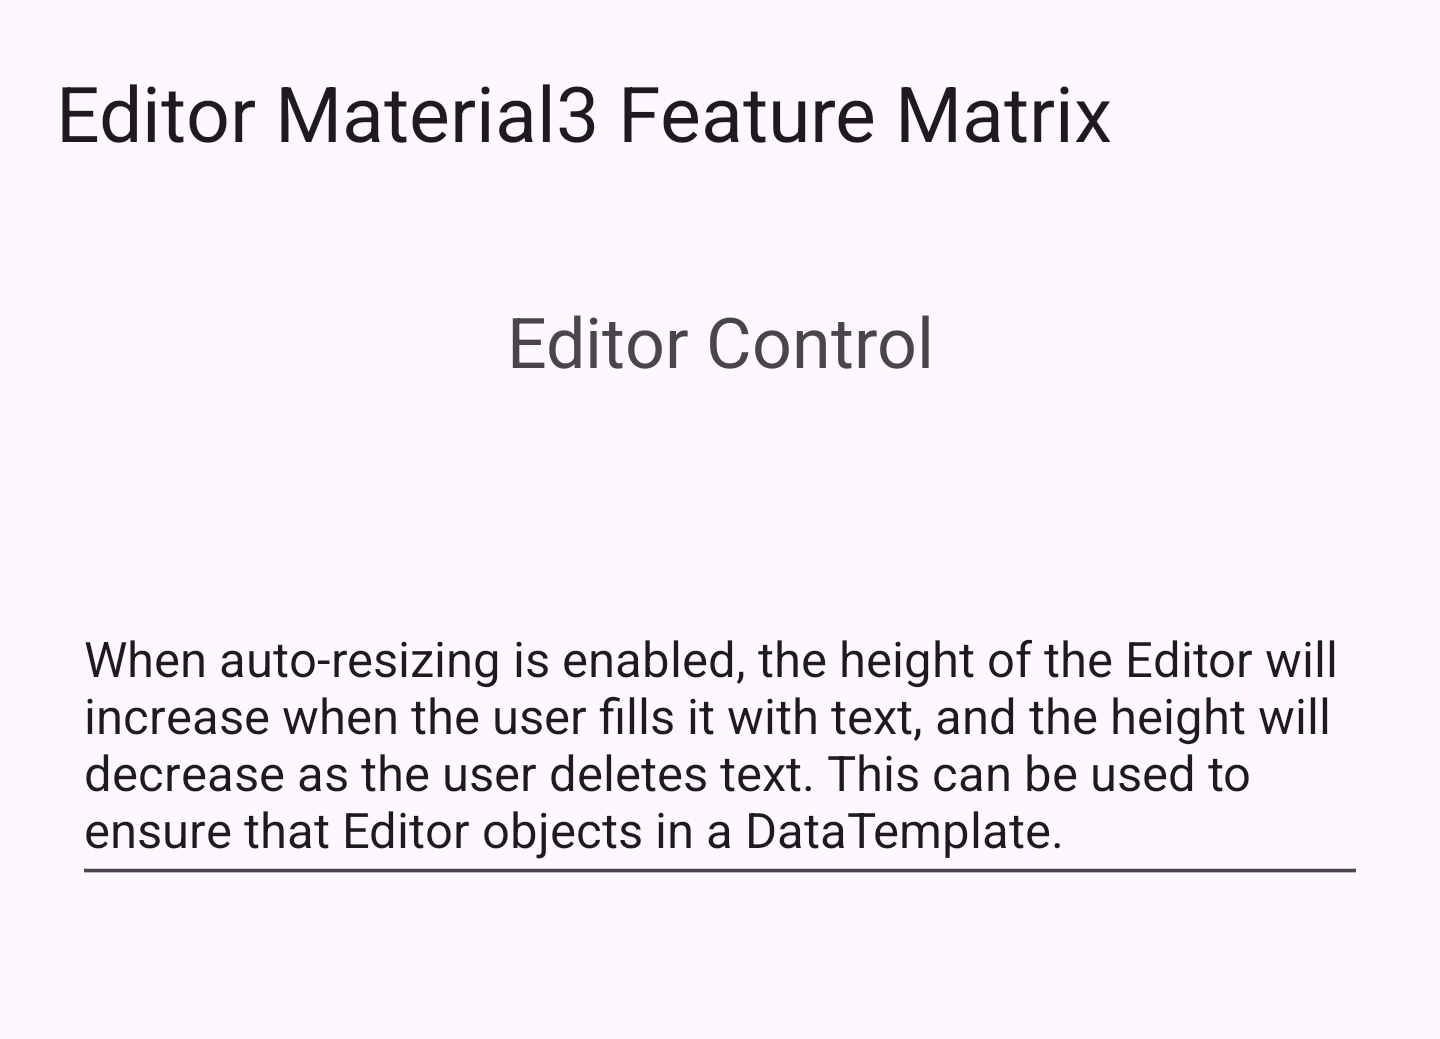 Editor Material3 Feature Matrix
Editor Control
When auto-resizing is enabled, the height of the Editor will
increase when the user fills it with text, and the height will
decrease as the user deletes text. This can be used to
ensure that Editor objects in a DataTemplate.